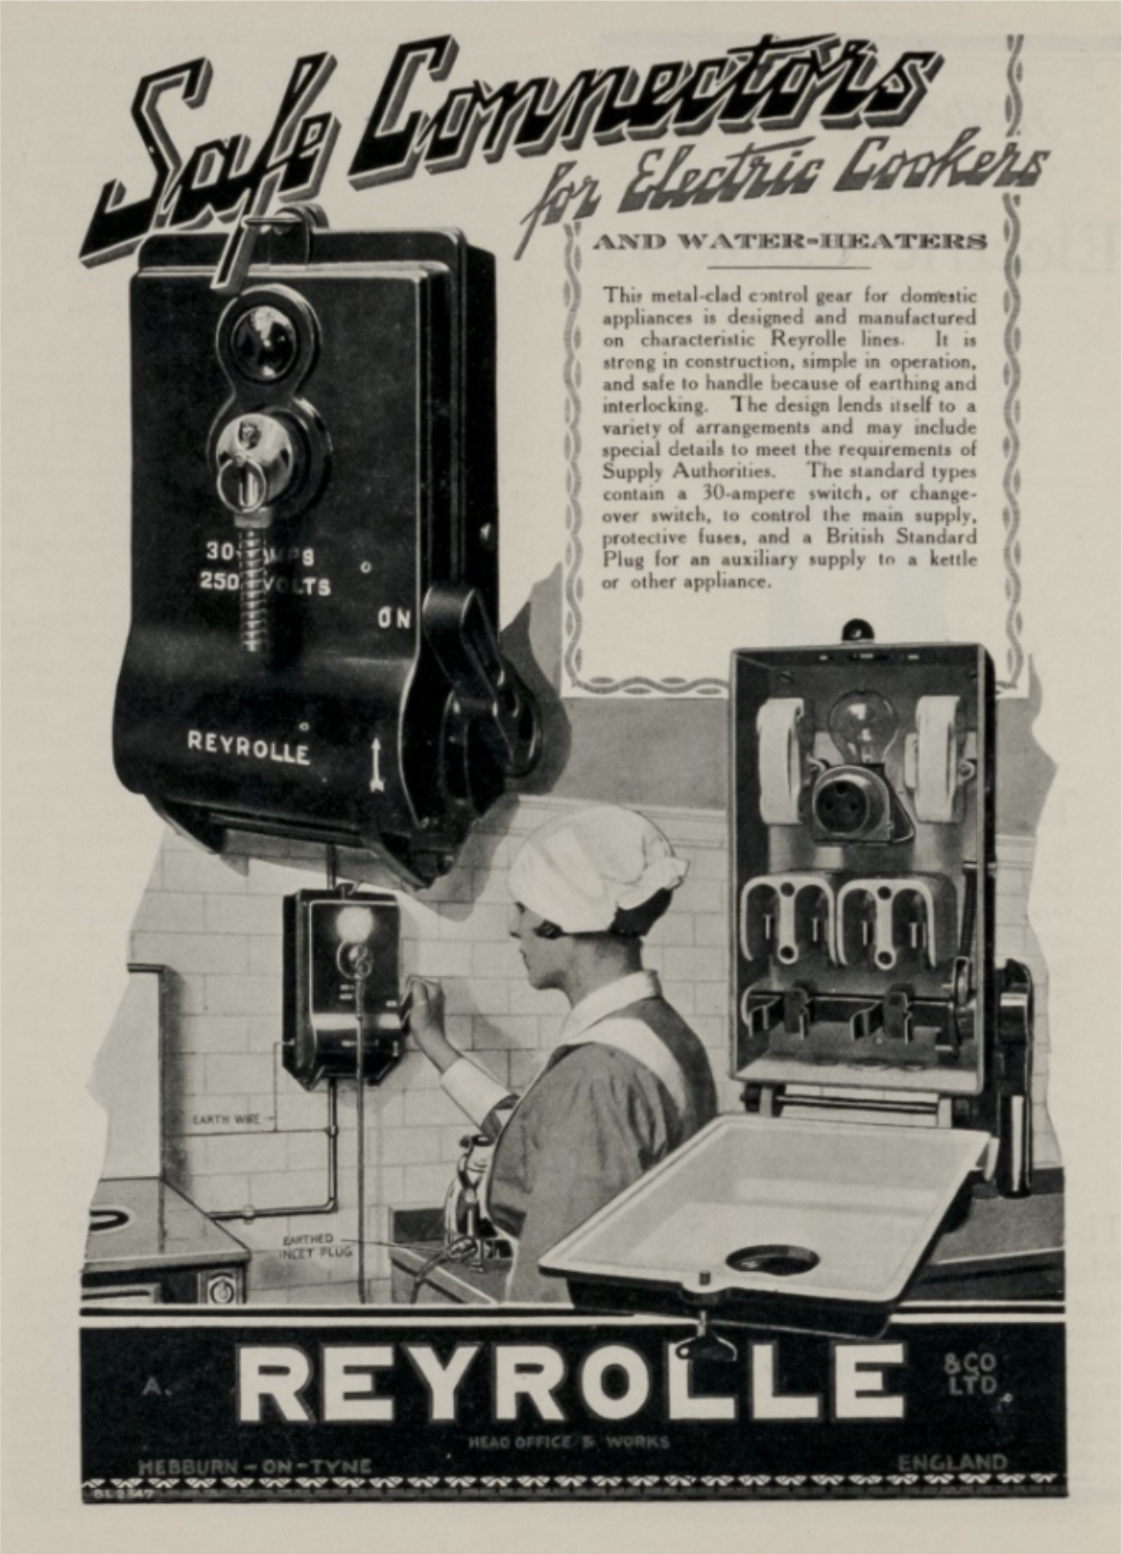 Safe Connectors
for Electric Cookers
AND WATER-HEATERS
This metal-clad control gear for domestic
appliances is designed and manufactured
on characteristic Reyrolle lines. It is
strong in construction, simple in operation,
and safe to handle because of earthing and
interlocking. The design lends itself to a
variety of arrangements and may include
special details to meet the requirements of
Supply Authorities. The standard types
contain a 30-ampere switch, or change-
over switch, to control the main supply,
protective fuses, and a British Standard
Plug for an auxiliary supply to a kettle
or other appliance.
30 AMPS
250 VOLTS
ON
REYROLLE
EARTH WIRE
EARTHED
INLET PLUG
A. REYROLLE &CO LTD.
HEAD OFFICE & WORKS
HEBBURN-ON-TYNE ENGLAND